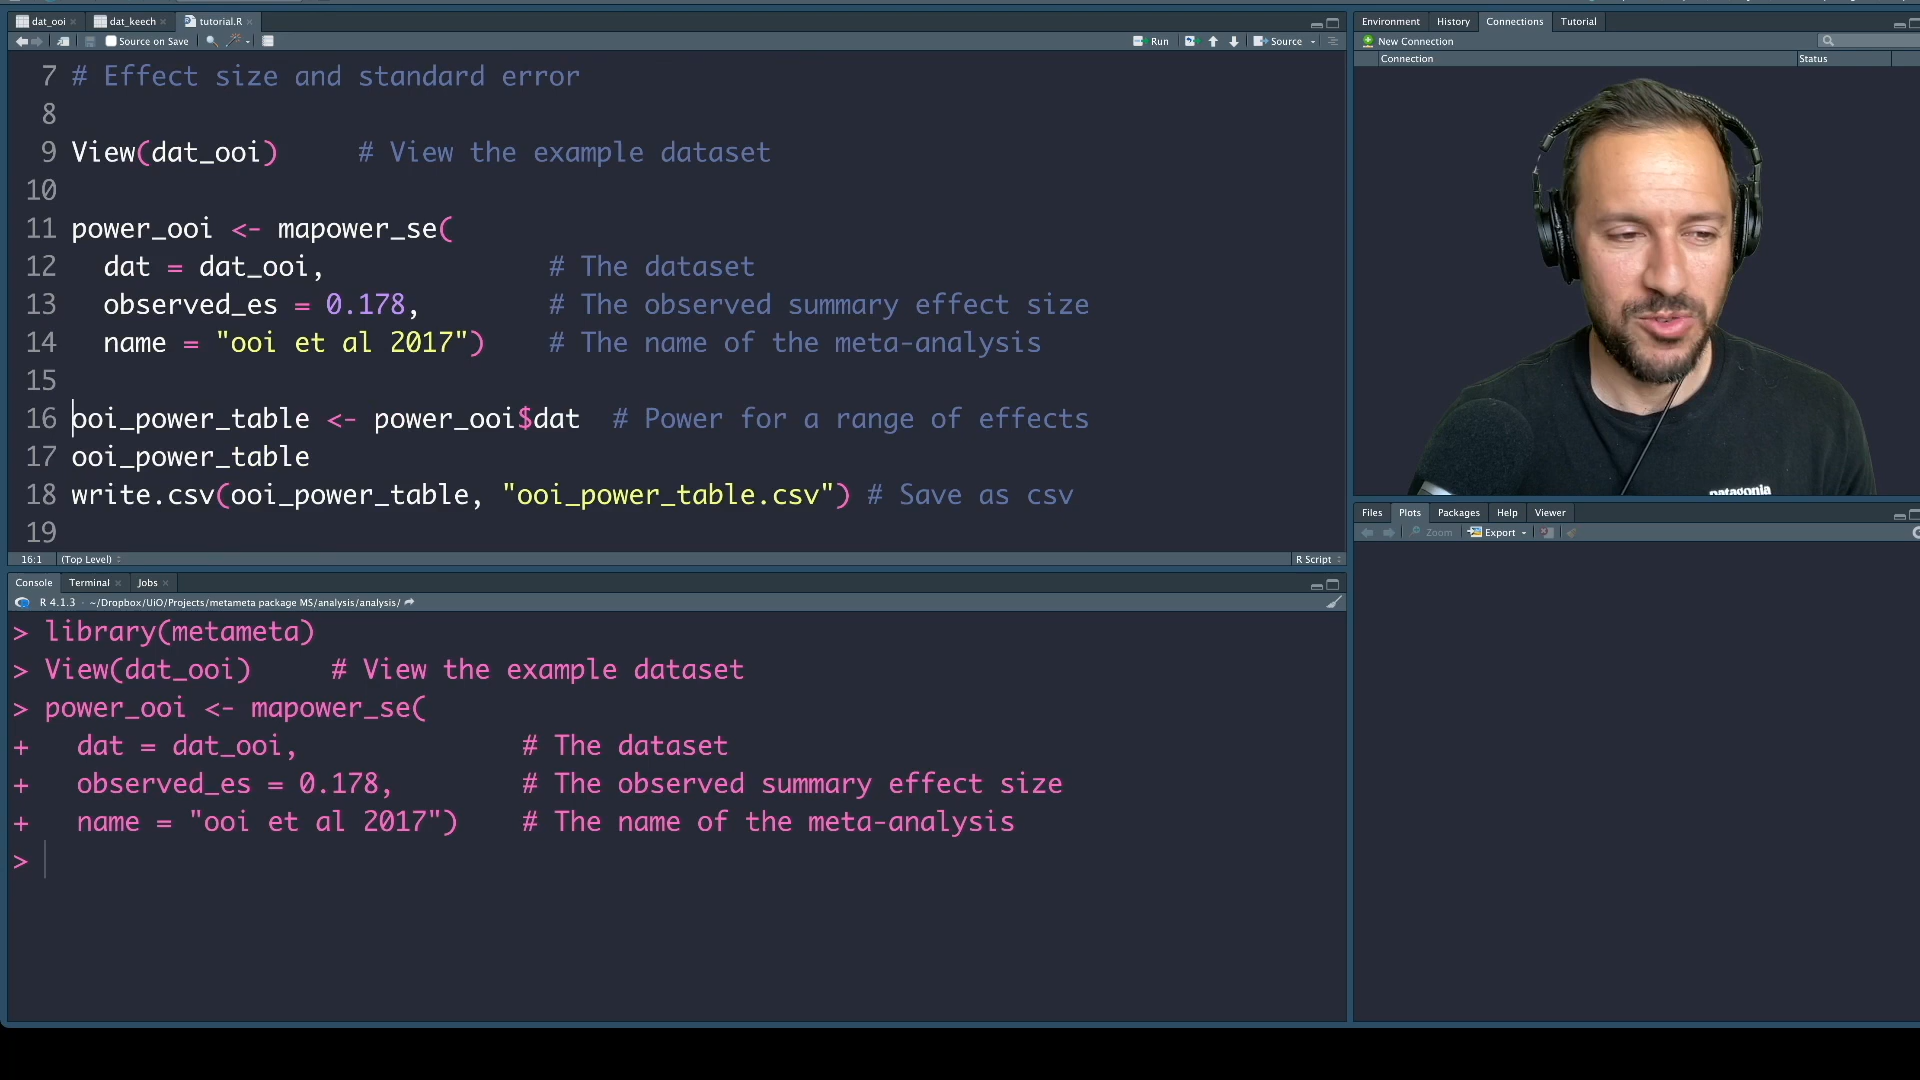 dat_ooi
dat_keech
tutorial.R
Source on Save
Run
Source
7 # Effect size and standard error
8
9 View(dat_ooi)     # View the example dataset
10
11 power_ooi <- mapower_se(
12   dat = dat_ooi,              # The dataset
13   observed_es = 0.178,        # The observed summary effect size
14   name = "ooi et al 2017")    # The name of the meta-analysis
15
16 ooi_power_table <- power_ooi$dat  # Power for a range of effects
17 ooi_power_table
18 write.csv(ooi_power_table, "ooi_power_table.csv") # Save as csv
19
16:1 (Top Level) R Script
Console Terminal Jobs
R 4.1.3 · ~/Dropbox/UiO/Projects/metameta package MS/analysis/analysis/
> library(metameta)
> View(dat_ooi)     # View the example dataset
> power_ooi <- mapower_se(
+   dat = dat_ooi,              # The dataset
+   observed_es = 0.178,        # The observed summary effect size
+   name = "ooi et al 2017")    # The name of the meta-analysis
>
Environment History Connections Tutorial
New Connection
Connection Status
patagonia
Files Plots Packages Help Viewer
Zoom Export